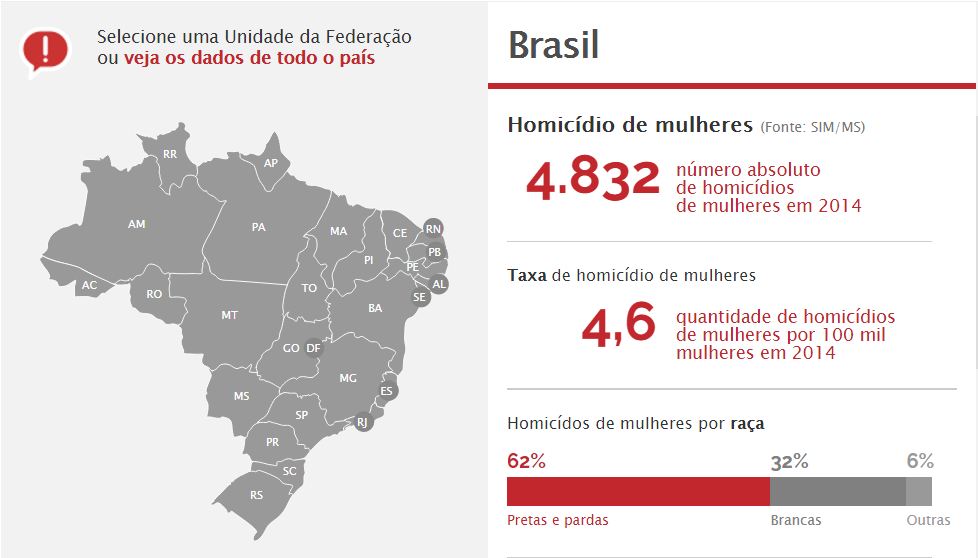 Selecione uma Unidade da Federação
ou veja os dados de todo o país
RR
AP
AM
PA
MA
CE
RN
PB
PI
PE
AC
RO
TO
AL
SE
MT
BA
GO
DF
MG
MS
ES
SP
RJ
PR
SC
RS
Brasil
Homicídio de mulheres (Fonte: SIM/MS)
4.832
número absoluto
de homicídios
de mulheres em 2014
Taxa de homicídio de mulheres
4,6
quantidade de homicídios
de mulheres por 100 mil
mulheres em 2014
Homicídos de mulheres por raça
62% 32% 6%
Pretas e pardas Brancas Outras